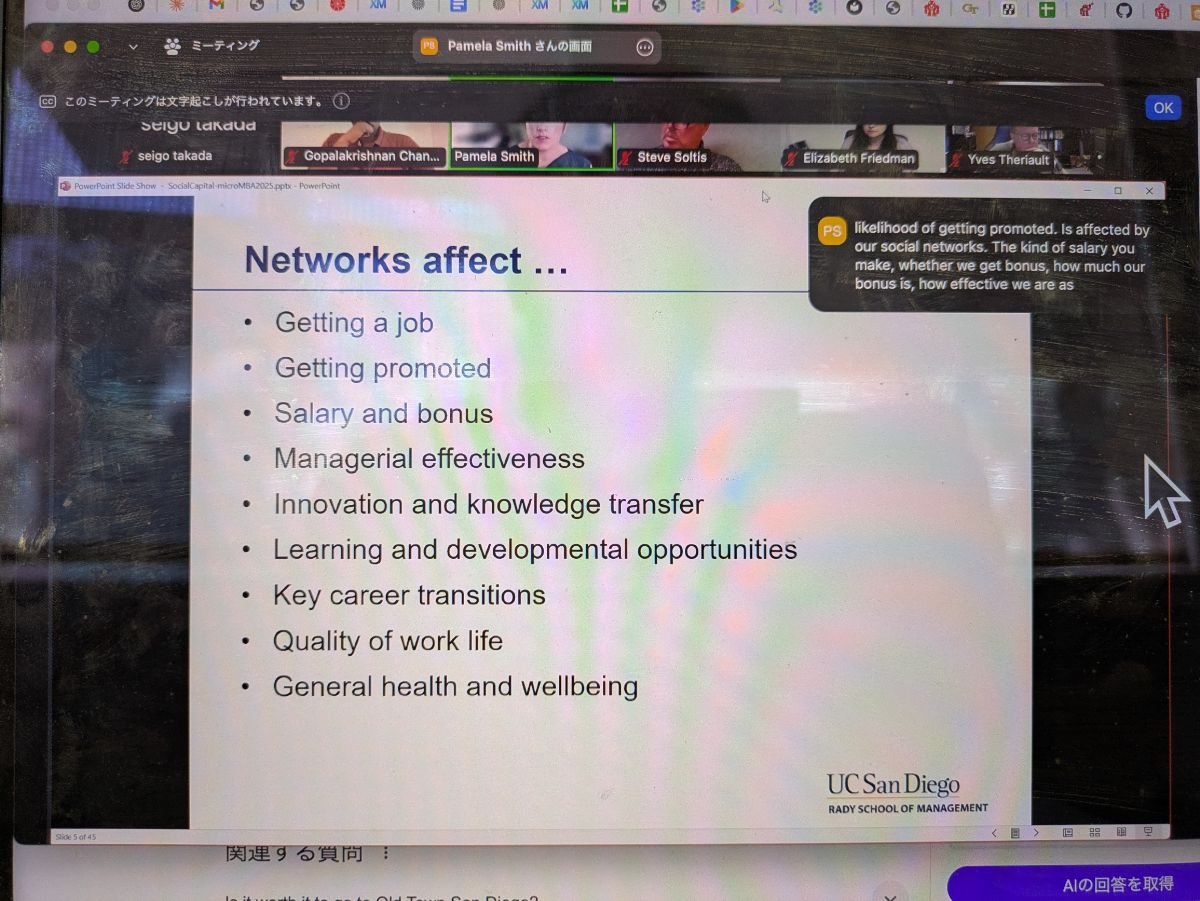 ミーティング
PS Pamela Smith さんの画面
CC このミーティングは文字起こしが行われています。
OK
seigo takada
seigo takada
Gopalakrishnan Chan...
Pamela Smith
Steve Soltis
Elizabeth Friedman
Yves Theriault
PowerPoint Slide Show - SocialCapital-microMBA2025.pptx - PowerPoint
PS
likelihood of getting promoted. Is affected by
our social networks. The kind of salary you
make, whether we get bonus, how much our
bonus is, how effective we are as
Networks affect …
• Getting a job
• Getting promoted
• Salary and bonus
• Managerial effectiveness
• Innovation and knowledge transfer
• Learning and developmental opportunities
• Key career transitions
• Quality of work life
• General health and wellbeing
UC San Diego
RADY SCHOOL OF MANAGEMENT
Slide 5 of 45
関連する質問
Is it worth it to go to Old Town San Diego?
AIの回答を取得